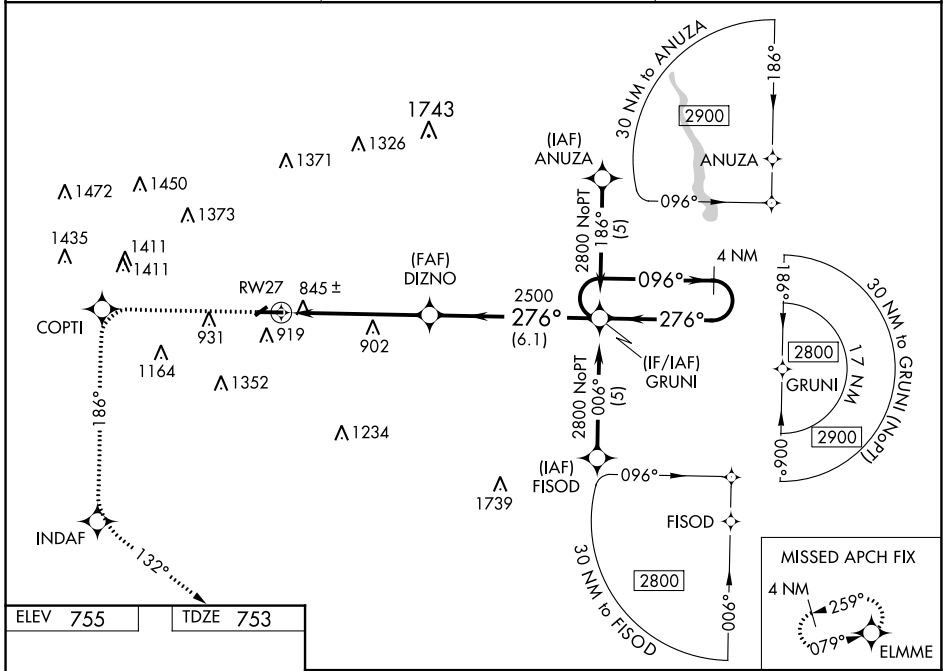 30 NM to ANUZA
186°
2900
ANUZA
096°
1743
1326
1371
(IAF)
ANUZA
1472
1450
1373
1435
1411
1411
2800 NoPT
186°
(5)
4 NM
096°
(FAF)
DIZNO
RW27
845 ±
2500
276°
(6.1)
276°
COPTI
931
919
902
(IF/IAF)
GRUNI
1164
1352
1234
186°
2800 NoPT
006°
(5)
186°
2800
GRUNI
17 NM
2900
006°
30 NM to GRUNI (NoPT)
(IAF)
FISOD
1739
096°
FISOD
2800
006°
30 NM to FISOD
INDAF
132°
MISSED APCH FIX
4 NM
259°
079°
ELMME
ELEV 755
TDZE 753